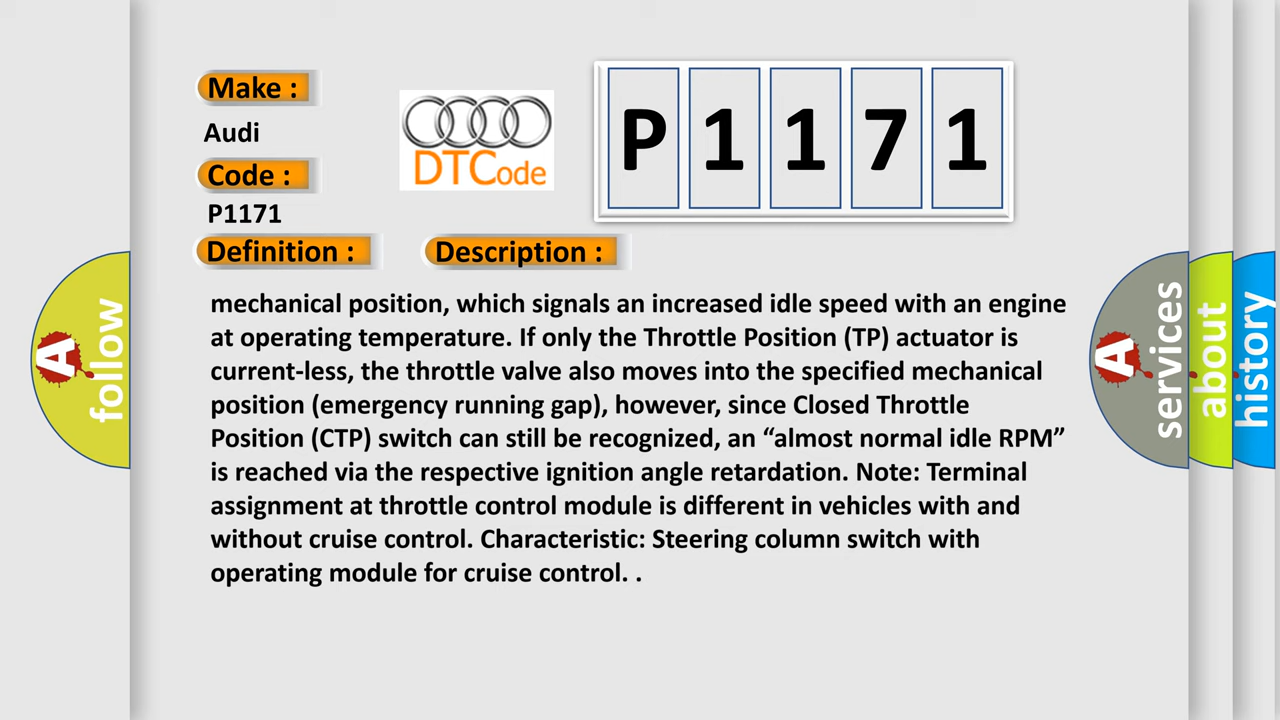 Make :
Audi
Code :
P1171
DTCode
P 1 1 7 1
Definition :
Description :
mechanical position, which signals an increased idle speed with an engine
at operating temperature. If only the Throttle Position (TP) actuator is
current-less, the throttle valve also moves into the specified mechanical
position (emergency running gap), however, since Closed Throttle
Position (CTP) switch can still be recognized, an “almost normal idle RPM”
is reached via the respective ignition angle retardation. Note: Terminal
assignment at throttle control module is different in vehicles with and
without cruise control. Characteristic: Steering column switch with
operating module for cruise control. .
A
follow
A
services
about
history